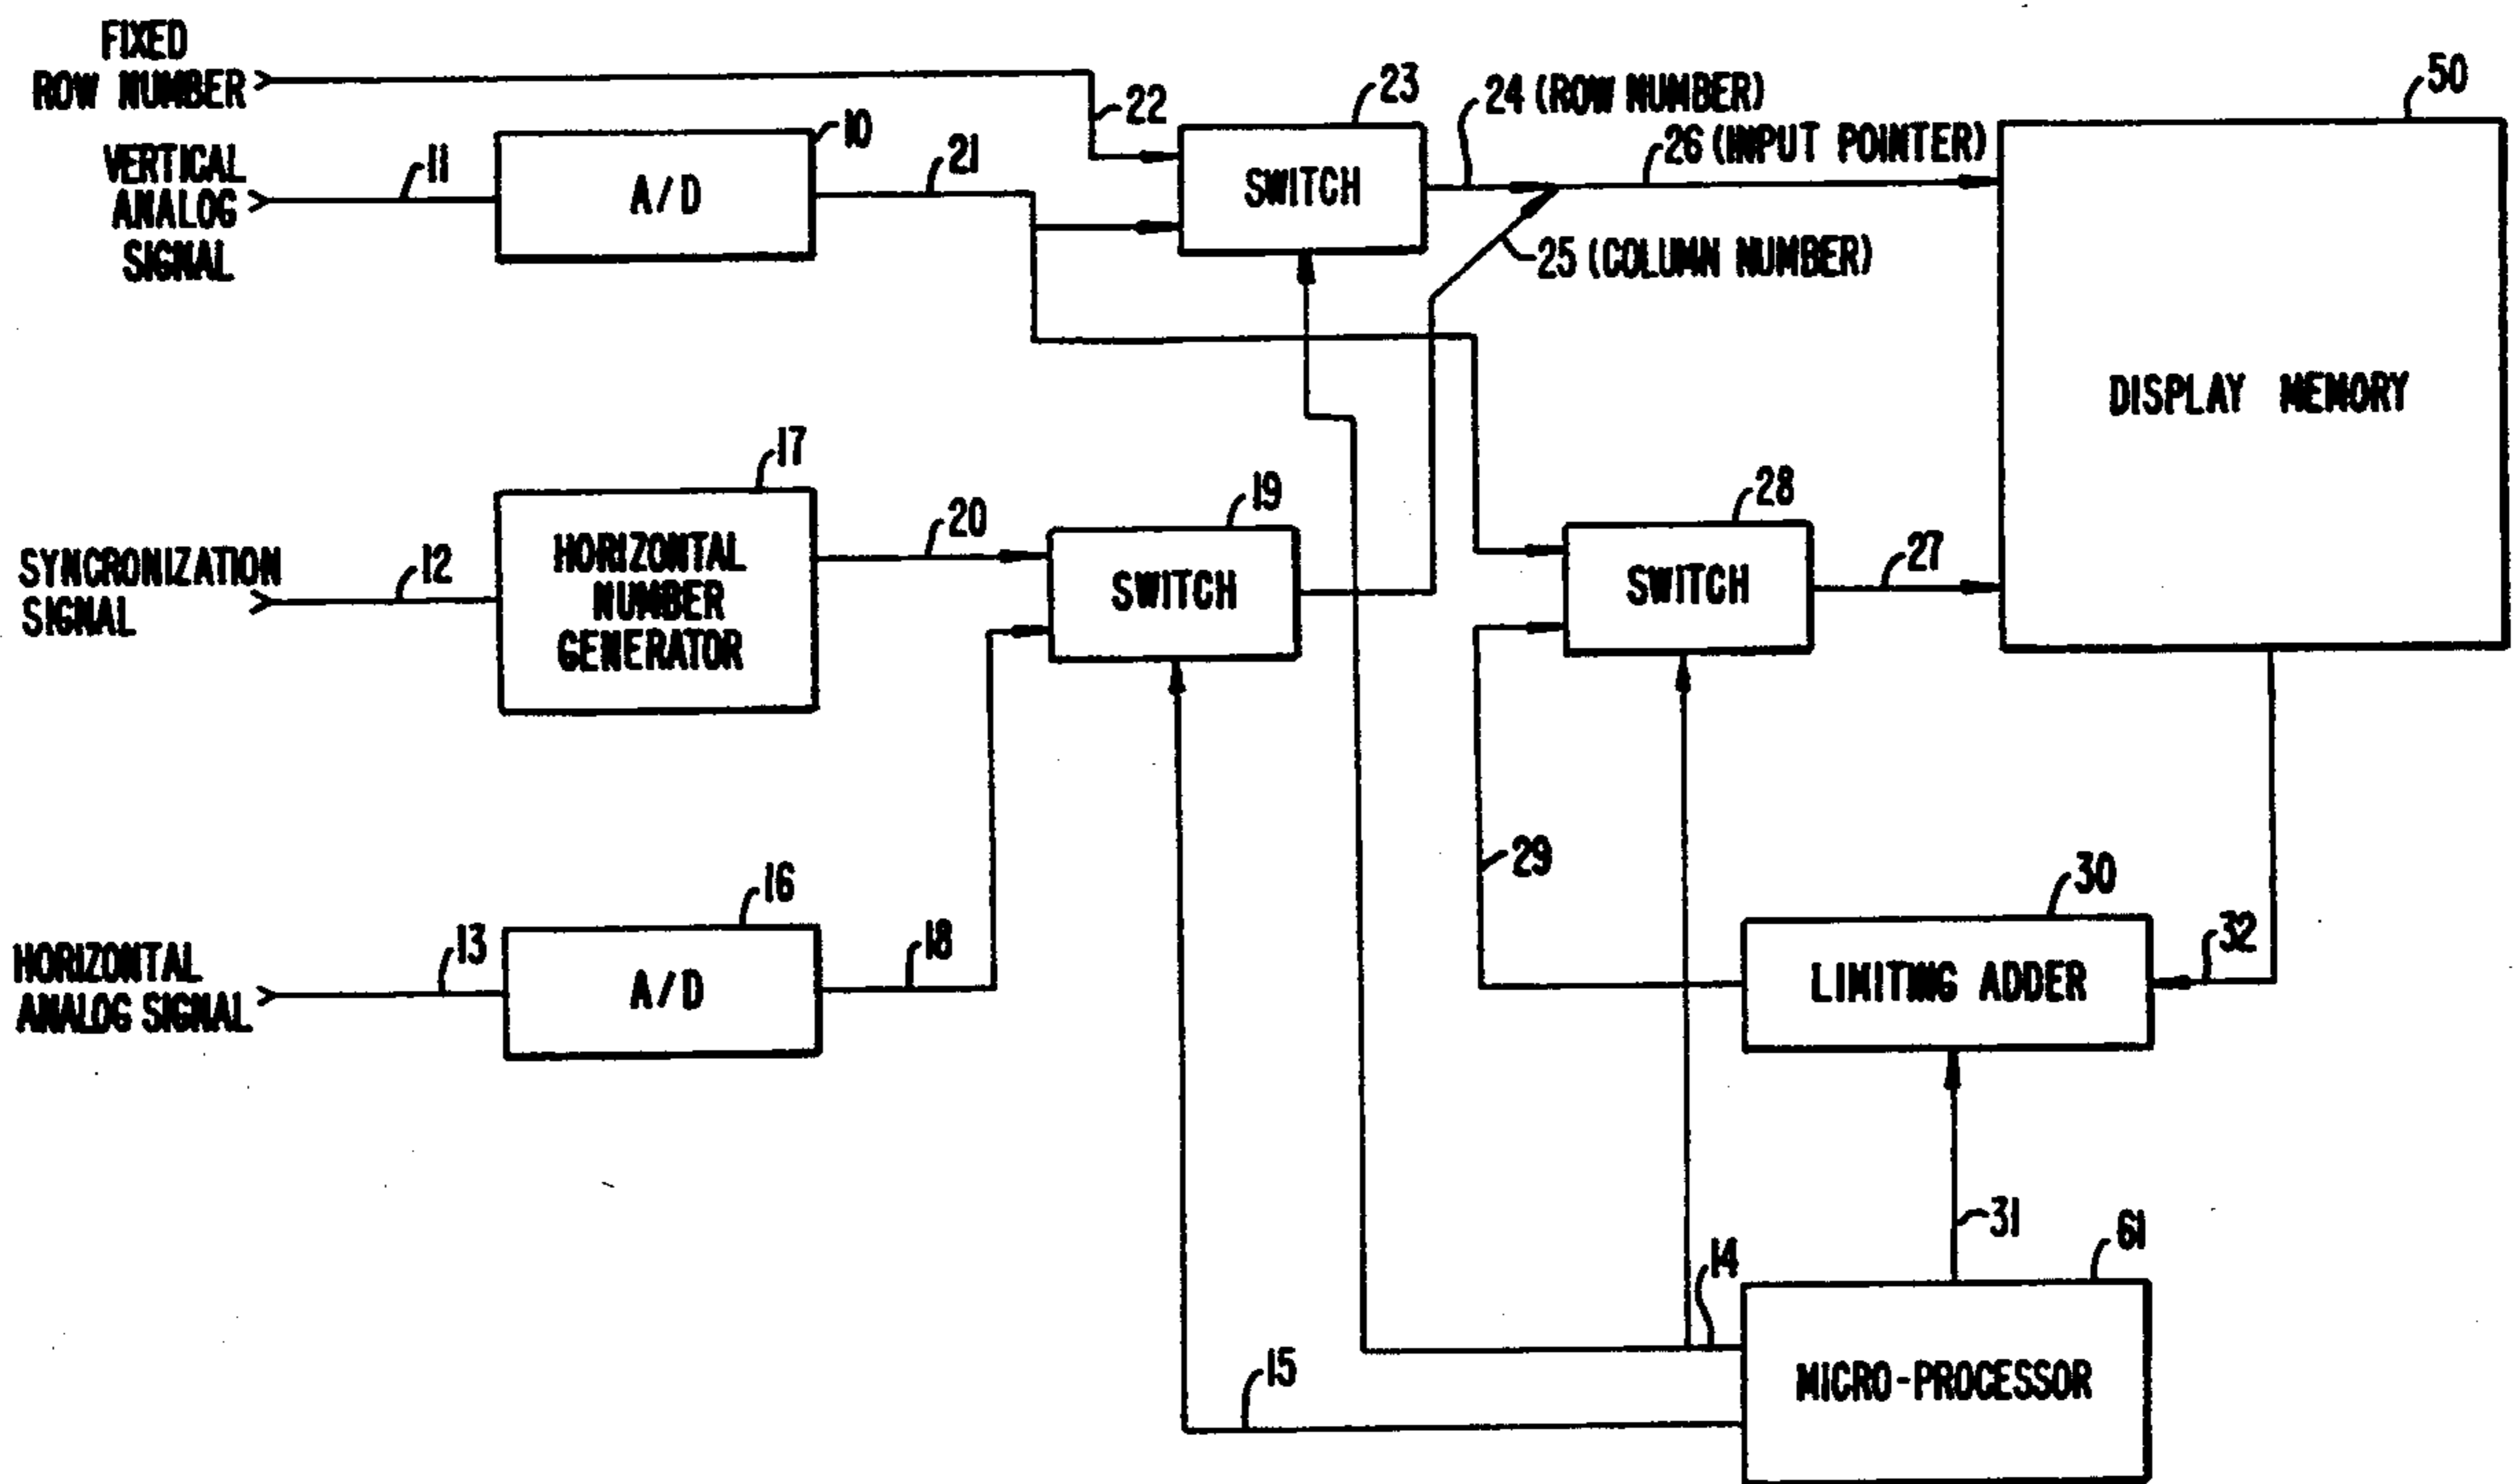 FIXED
ROW NUMBER
22
23
24 (ROW NUMBER)
50
VERTICAL
ANALOG
SIGNAL
11
10
A/D
21
SWITCH
26 (INPUT POINTER)
25 (COLUMN NUMBER)
DISPLAY MEMORY
SYNCRONIZATION
SIGNAL
12
17
HORIZONTAL
NUMBER
GENERATOR
20
19
SWITCH
28
SWITCH
27
HORIZONTAL
ANALOG SIGNAL
13
16
A/D
18
29
30
LIMITING ADDER
32
31
61
14
15
MICRO-PROCESSOR